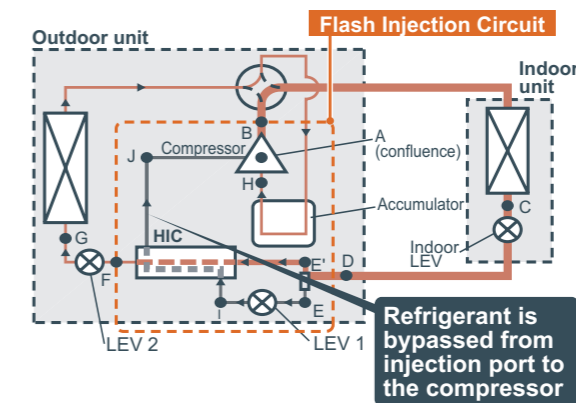 Flash Injection Circuit
Outdoor unit
Indoor
unit
B
A
(confluence)
J
Compressor
H
Accumulator
C
G
HIC
Indoor
LEV
E'
D
F
I
E
LEV 2
LEV 1
Refrigerant is
bypassed from
injection port to
the compressor